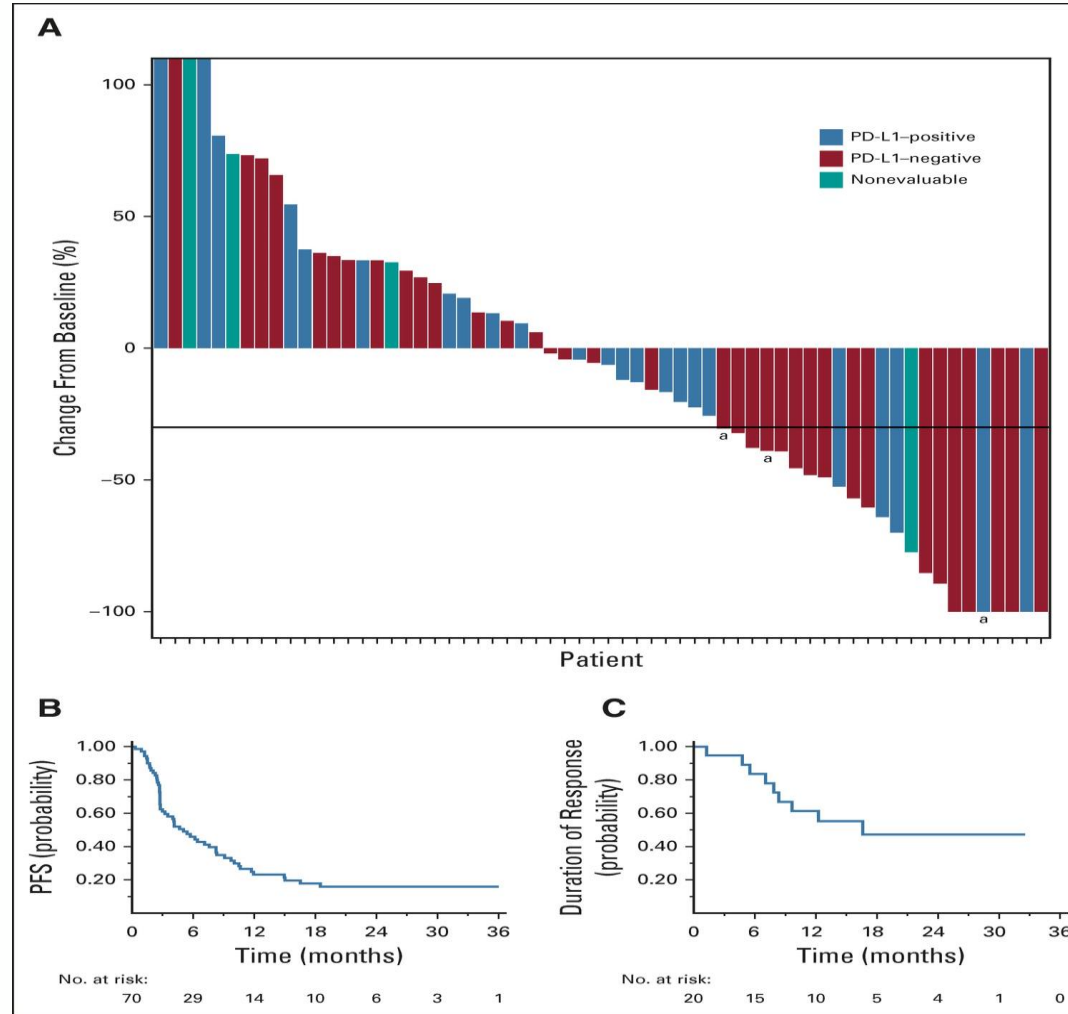 A
100
50
0
−50
−100
Change From Baseline (%)
PD-L1–positive
PD-L1–negative
Nonevaluable
a
a
a
Patient
B
1.00
0.80
0.60
0.40
0.20
PFS (probability)
0 6 12 18 24 30 36
Time (months)
No. at risk:
70 29 14 10 6 3 1
C
1.00
0.80
0.60
0.40
0.20
Duration of Response
(probability)
0 6 12 18 24 30 36
Time (months)
No. at risk:
20 15 10 5 4 1 0